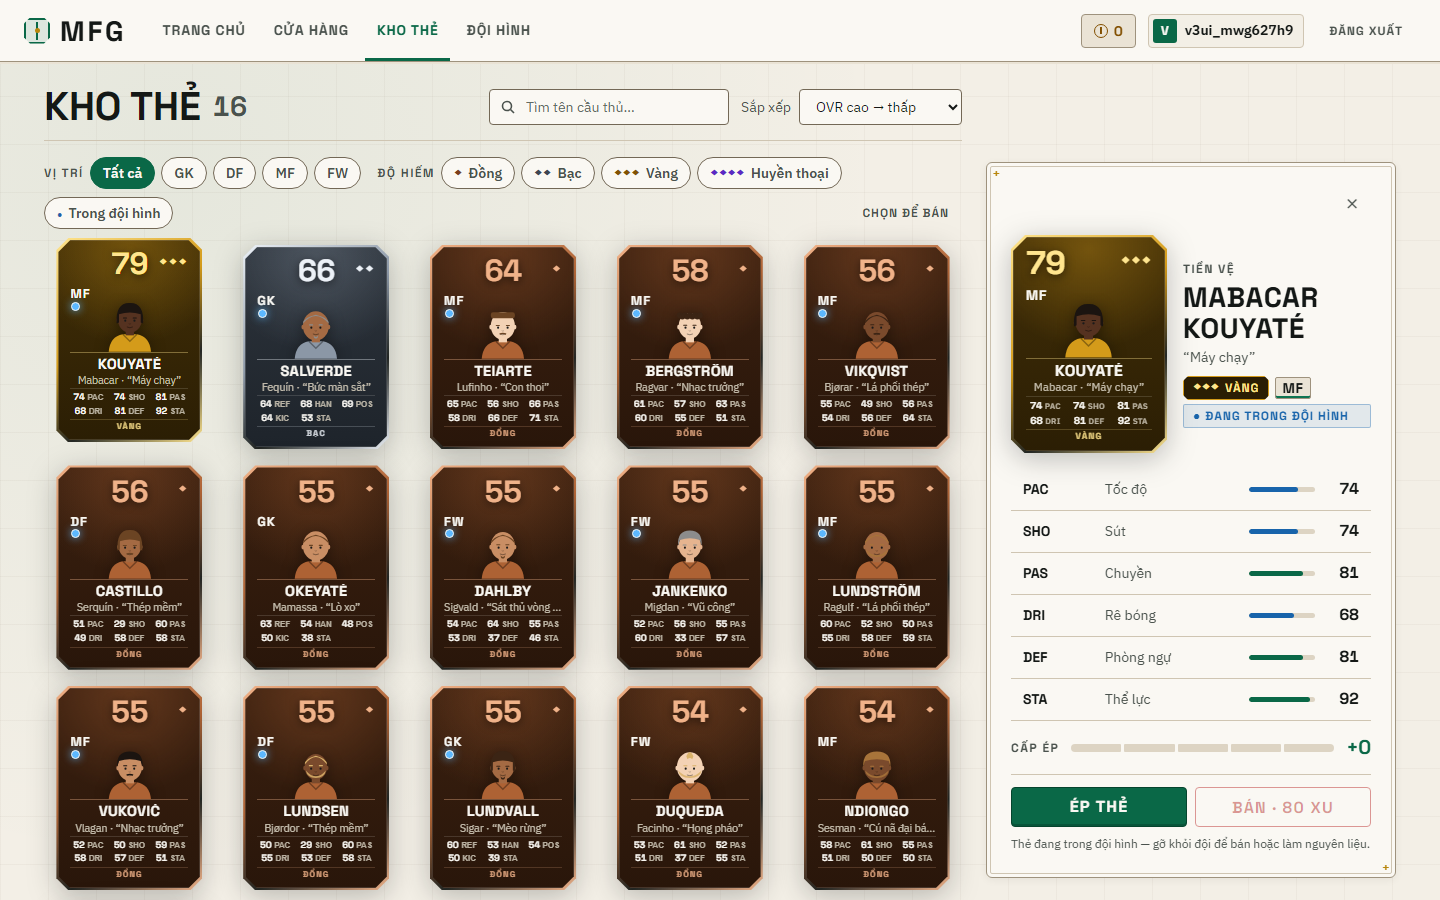 MFG
TRANG CHỦ
CỬA HÀNG
KHO THẺ
ĐỘI HÌNH
0
V
v3ui_mwg627h9
ĐĂNG XUẤT
KHO THẺ 16
Tìm tên cầu thủ...
Sắp xếp
OVR cao → thấp
VỊ TRÍ
Tất cả
GK
DF
MF
FW
ĐỘ HIẾM
Đồng
Bạc
Vàng
Huyền thoại
Trong đội hình
CHỌN ĐỂ BÁN
79
MF
KOUYATÉ
Mabacar · “Máy chạy”
74 PAC 74 SHO 81 PAS
68 DRI 81 DEF 92 STA
VÀNG
66
GK
SALVERDE
Fequín · “Bức màn sắt”
64 REF 68 HAN 69 POS
64 KIC 53 STA
BẠC
64
MF
TEIARTE
Lufinho · “Con thoi”
65 PAC 56 SHO 66 PAS
58 DRI 66 DEF 71 STA
ĐỒNG
58
MF
BERGSTRÖM
Ragvar · “Nhạc trưởng”
61 PAC 57 SHO 63 PAS
60 DRI 55 DEF 51 STA
ĐỒNG
56
MF
VIKQVIST
Bjørar · “Lá phổi thép”
55 PAC 49 SHO 56 PAS
54 DRI 56 DEF 64 STA
ĐỒNG
56
DF
CASTILLO
Serquín · “Thép mềm”
51 PAC 29 SHO 60 PAS
49 DRI 58 DEF 58 STA
ĐỒNG
55
GK
OKEYATÉ
Mamassa · “Lò xo”
63 REF 54 HAN 48 POS
50 KIC 38 STA
ĐỒNG
55
FW
DAHLBY
Sigvald · “Sát thủ vòng ...
54 PAC 64 SHO 55 PAS
53 DRI 37 DEF 46 STA
ĐỒNG
55
FW
JANKENKO
Migdan · “Vũ công”
52 PAC 56 SHO 55 PAS
60 DRI 33 DEF 57 STA
ĐỒNG
55
MF
LUNDSTRÖM
Ragulf · “Lá phổi thép”
60 PAC 52 SHO 50 PAS
55 DRI 58 DEF 59 STA
ĐỒNG
55
MF
VUKOVIĆ
Vlagan · “Nhạc trưởng”
52 PAC 50 SHO 59 PAS
58 DRI 57 DEF 51 STA
ĐỒNG
55
DF
LUNDSEN
Bjørdor · “Thép mềm”
50 PAC 29 SHO 60 PAS
55 DRI 53 DEF 58 STA
ĐỒNG
55
GK
LUNDVALL
Sigar · “Mèo rừng”
60 REF 53 HAN 54 POS
50 KIC 39 STA
ĐỒNG
54
FW
DUQUEDA
Facinho · “Họng pháo”
53 PAC 61 SHO 52 PAS
51 DRI 37 DEF 55 STA
ĐỒNG
54
MF
NDIONGO
Sesman · “Cú nã đại bá...
58 PAC 61 SHO 55 PAS
51 DRI 50 DEF 50 STA
ĐỒNG
×
79
MF
KOUYATÉ
Mabacar · “Máy chạy”
74 PAC 74 SHO 81 PAS
68 DRI 81 DEF 92 STA
VÀNG
TIỀN VỆ
MABACAR
KOUYATÉ
“Máy chạy”
VÀNG
MF
ĐANG TRONG ĐỘI HÌNH
PAC Tốc độ 74
SHO Sút 74
PAS Chuyền 81
DRI Rê bóng 68
DEF Phòng ngự 81
STA Thể lực 92
CẤP ÉP +0
ÉP THẺ
BÁN · 80 XU
Thẻ đang trong đội hình — gỡ khỏi đội để bán hoặc làm nguyên liệu.